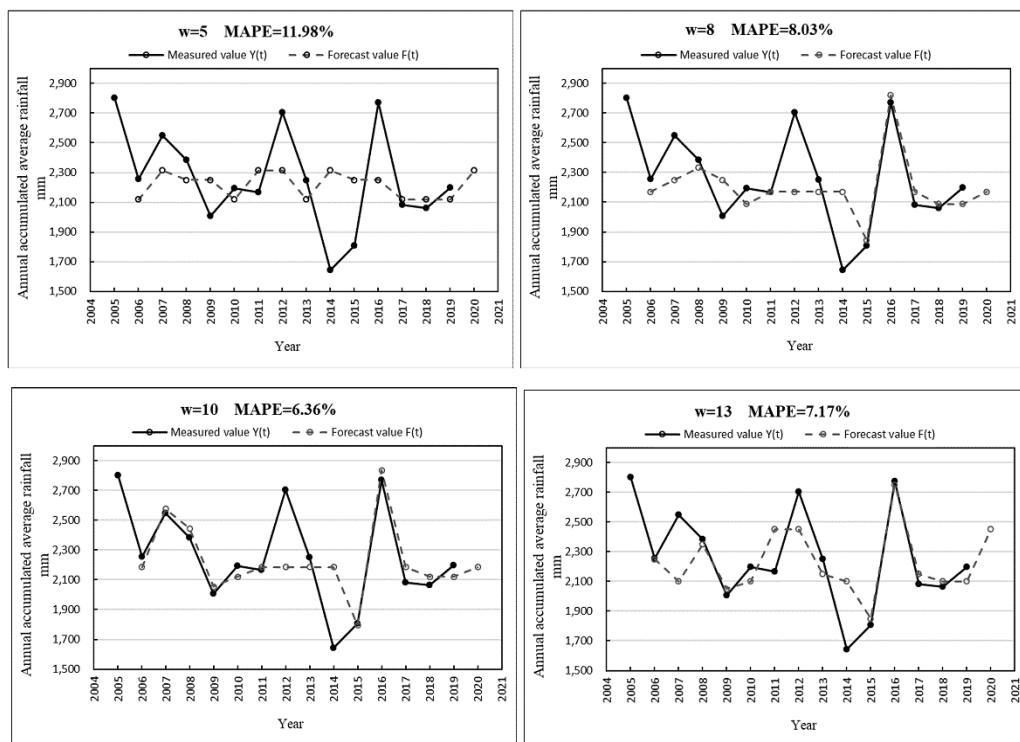 w=5 MAPE=11.98%
Measured value Y(t) Forecast value F(t)
Annual accumulated average rainfall
mm
2,900
2,700
2,500
2,300
2,100
1,900
1,700
1,500
2004 2005 2006 2007 2008 2009 2010 2011 2012 2013 2014 2015 2016 2017 2018 2019 2020 2021
Year
w=8 MAPE=8.03%
Measured value Y(t) Forecast value F(t)
Annual accumulated average rainfall
mm
2,900
2,700
2,500
2,300
2,100
1,900
1,700
1,500
2004 2005 2006 2007 2008 2009 2010 2011 2012 2013 2014 2015 2016 2017 2018 2019 2020 2021
Year
w=10 MAPE=6.36%
Measured value Y(t) Forecast value F(t)
Annual accumulated average rainfall
mm
2,900
2,700
2,500
2,300
2,100
1,900
1,700
1,500
2004 2005 2006 2007 2008 2009 2010 2011 2012 2013 2014 2015 2016 2017 2018 2019 2020 2021
Year
w=13 MAPE=7.17%
Measured value Y(t) Forecast value F(t)
Annual accumulated average rainfall
mm
2,900
2,700
2,500
2,300
2,100
1,900
1,700
1,500
2004 2005 2006 2007 2008 2009 2010 2011 2012 2013 2014 2015 2016 2017 2018 2019 2020 2021
Year